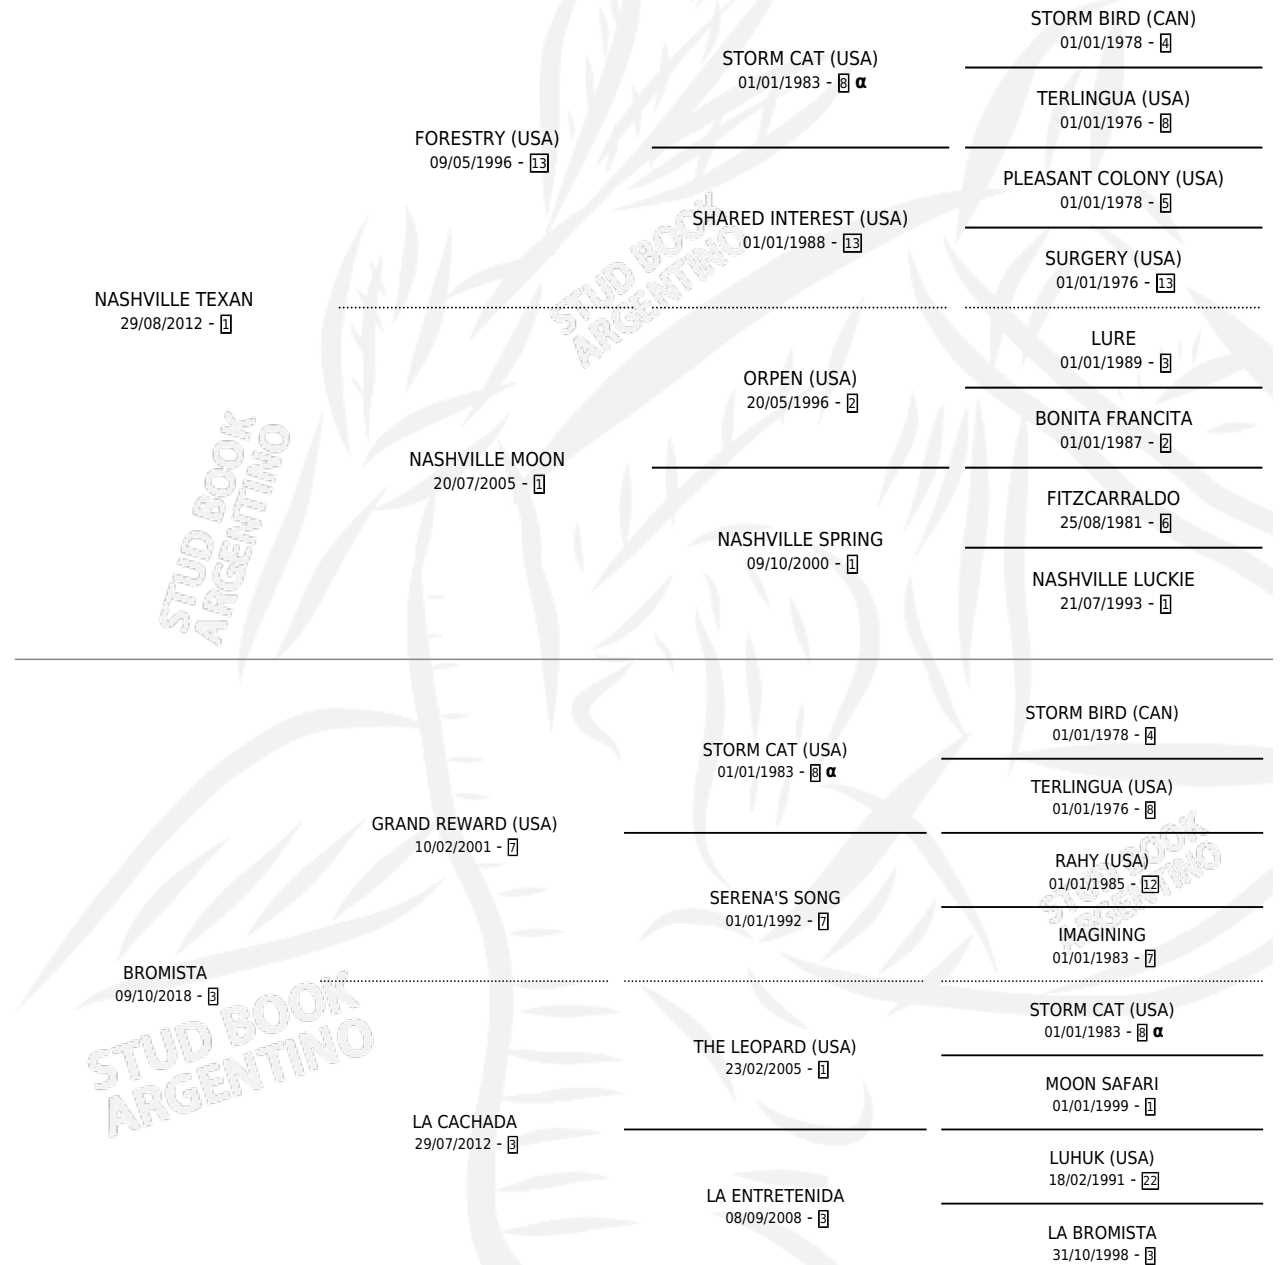 STORM BIRD (CAN)
01/01/1978 - 4
STORM CAT (USA)
01/01/1983 - 8 α
TERLINGUA (USA)
01/01/1976 - 8
FORESTRY (USA)
09/05/1996 - 13
PLEASANT COLONY (USA)
01/01/1978 - 5
SHARED INTEREST (USA)
01/01/1988 - 13
SURGERY (USA)
01/01/1976 - 13
NASHVILLE TEXAN
29/08/2012 - 1
LURE
01/01/1989 - 3
ORPEN (USA)
20/05/1996 - 2
BONITA FRANCITA
01/01/1987 - 2
NASHVILLE MOON
20/07/2005 - 1
FITZCARRALDO
25/08/1981 - 6
NASHVILLE SPRING
09/10/2000 - 1
NASHVILLE LUCKIE
21/07/1993 - 1
STORM BIRD (CAN)
01/01/1978 - 4
STORM CAT (USA)
01/01/1983 - 8 α
TERLINGUA (USA)
01/01/1976 - 8
GRAND REWARD (USA)
10/02/2001 - 7
RAHY (USA)
01/01/1985 - 12
SERENA'S SONG
01/01/1992 - 7
IMAGINING
01/01/1983 - 7
BROMISTA
09/10/2018 - 3
STORM CAT (USA)
01/01/1983 - 8 α
THE LEOPARD (USA)
23/02/2005 - 1
MOON SAFARI
01/01/1999 - 1
LA CACHADA
29/07/2012 - 3
LUHUK (USA)
18/02/1991 - 22
LA ENTRETENIDA
08/09/2008 - 3
LA BROMISTA
31/10/1998 - 3
STUD BOOK
ARGENTINO
STUD BOOK
ARGENTINO
STUD BOOK
ARGENTINO
STUD BOOK
ARGENTINO